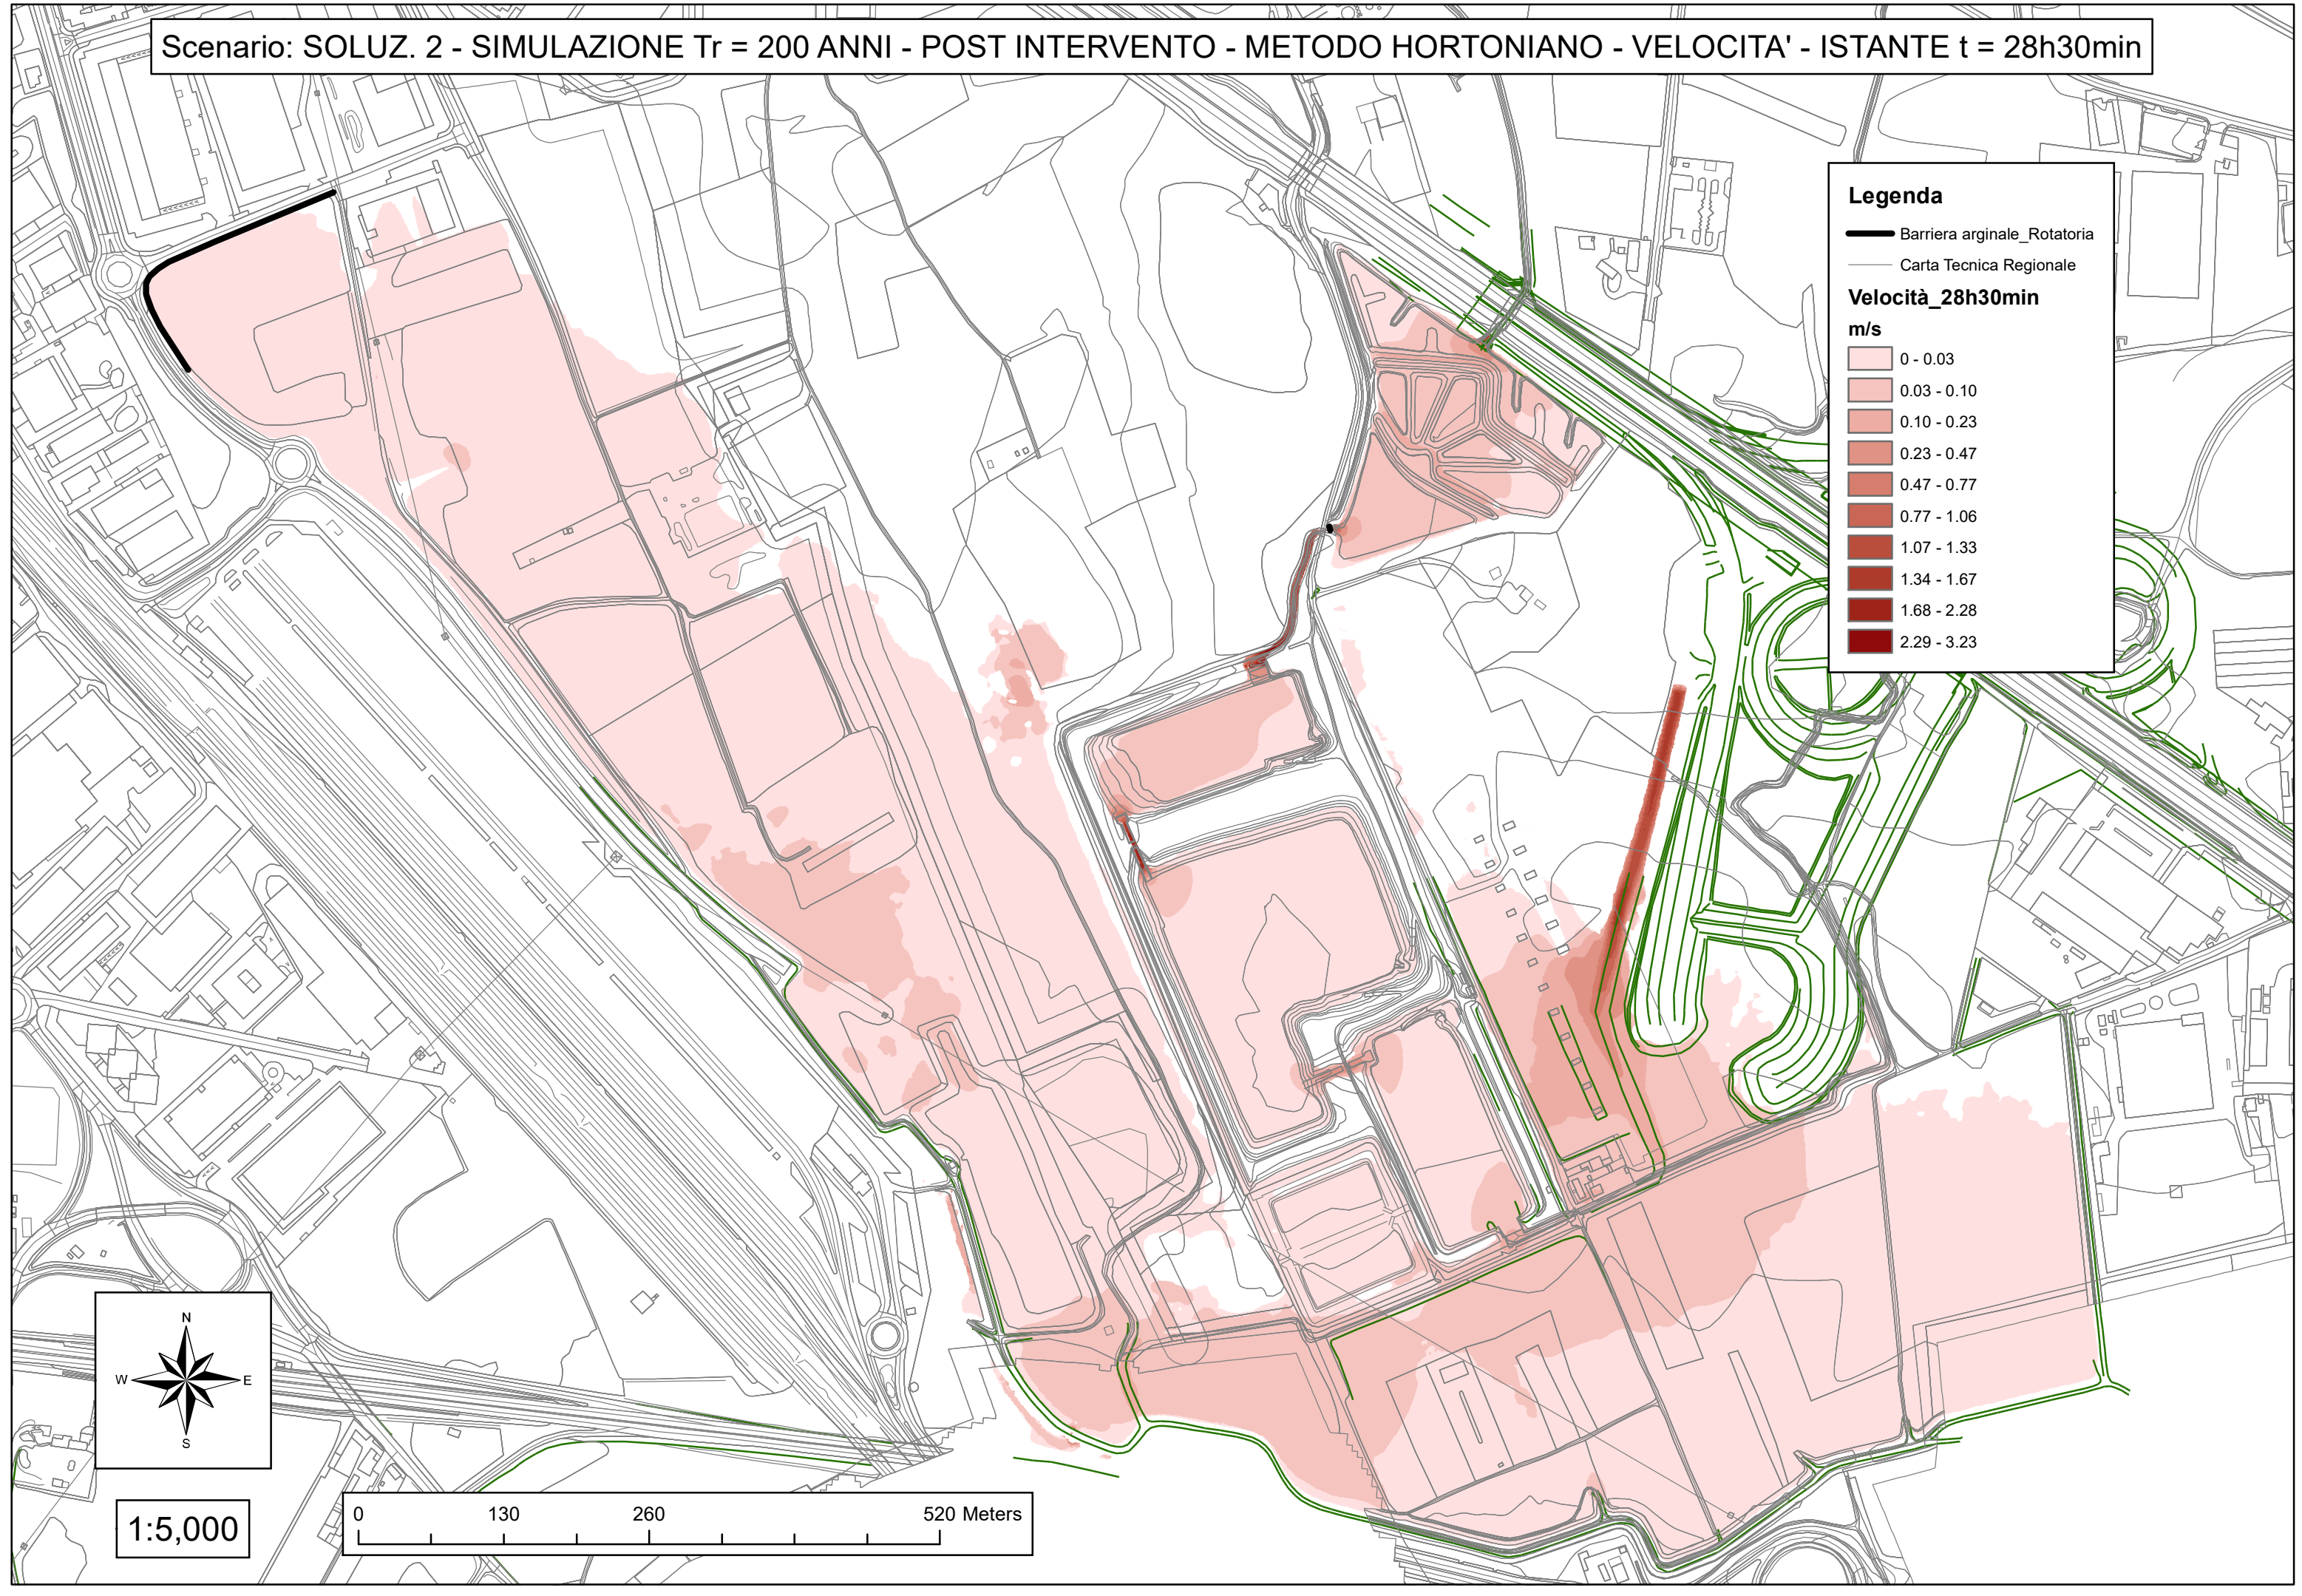 Scenario: SOLUZ. 2 - SIMULAZIONE Tr = 200 ANNI - POST INTERVENTO - METODO HORTONIANO - VELOCITA' - ISTANTE t = 28h30min
Legenda
Barriera arginale_Rotatoria
Carta Tecnica Regionale
Velocità_28h30min
m/s
0 - 0.03
0.03 - 0.10
0.10 - 0.23
0.23 - 0.47
0.47 - 0.77
0.77 - 1.06
1.07 - 1.33
1.34 - 1.67
1.68 - 2.28
2.29 - 3.23
N
W E
S
1:5,000
0 130 260 520 Meters